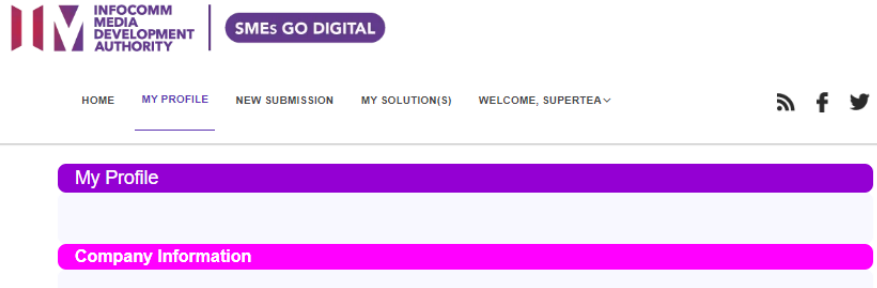 INFOCOMM
MEDIA
DEVELOPMENT
AUTHORITY
SMEs GO DIGITAL
HOME MY PROFILE NEW SUBMISSION MY SOLUTION(S) WELCOME, SUPERTEA
My Profile
Company Information